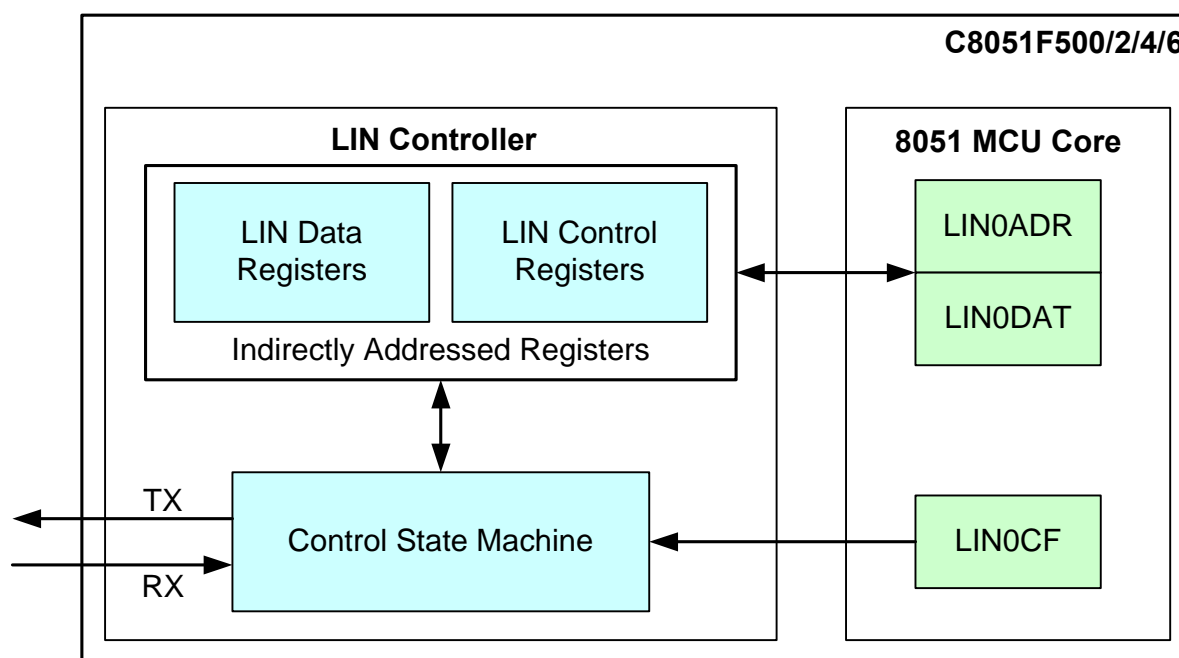 C8051F500/2/4/6
LIN Controller
8051 MCU Core
LIN Data
Registers
LIN Control
Registers
Indirectly Addressed Registers
LIN0ADR
LIN0DAT
TX
RX
Control State Machine
LIN0CF